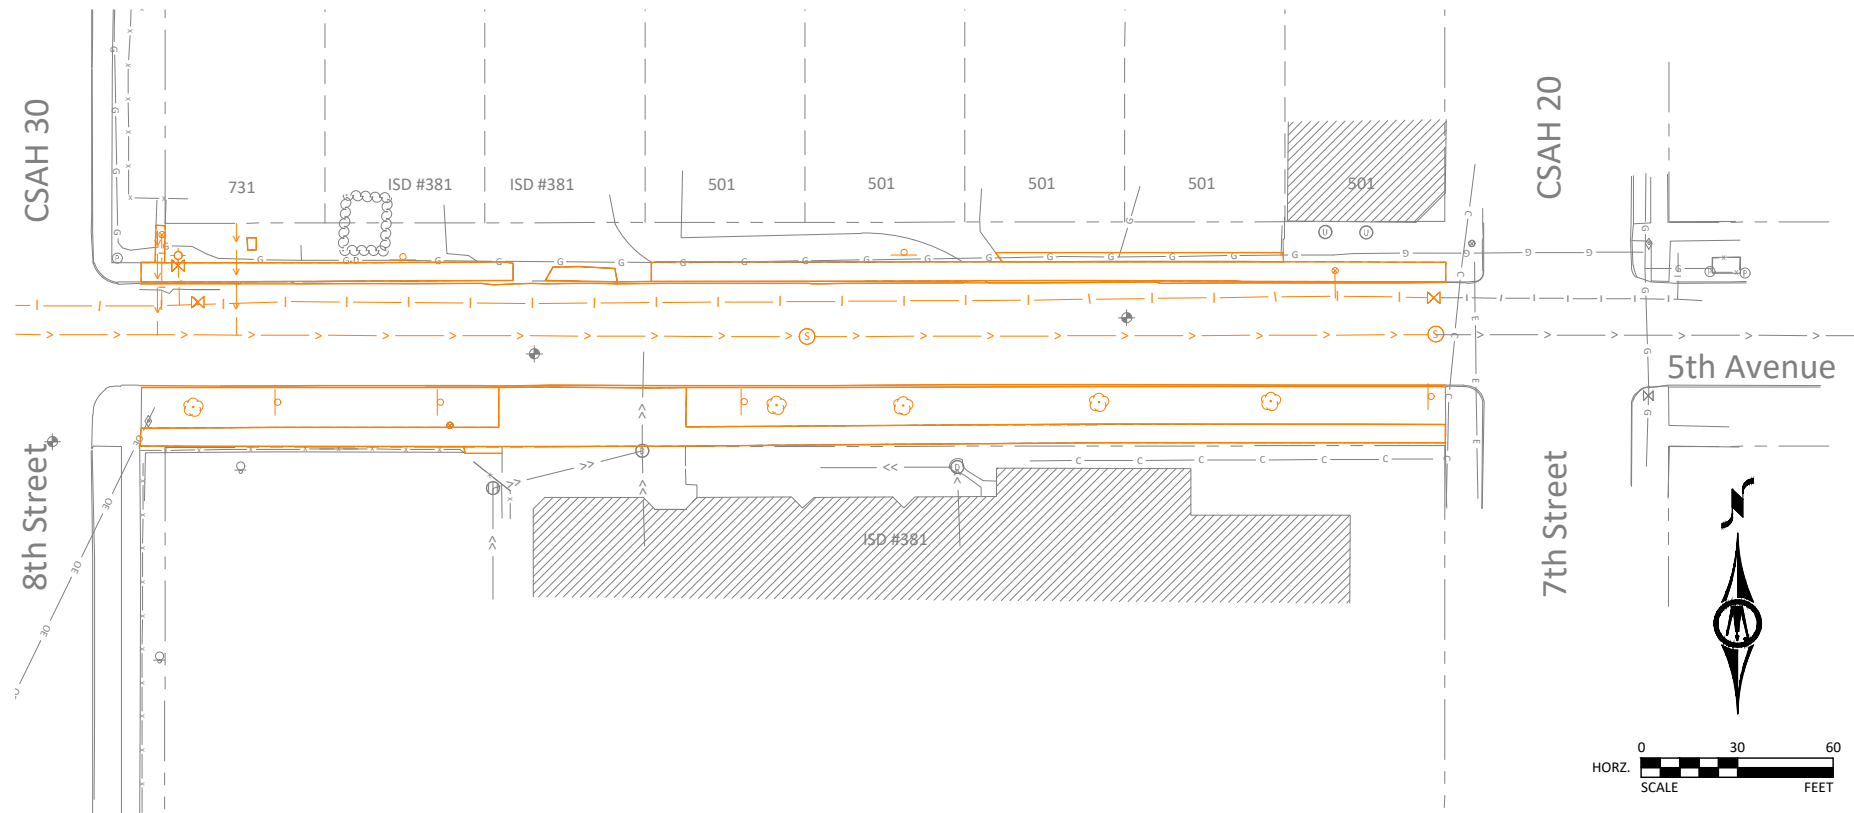 CSAH 30
CSAH 20
731
ISD #381
ISD #381
501
501
501
501
501
5th Avenue
8th Street
7th Street
ISD #381
0 30 60
HORZ.
SCALE FEET